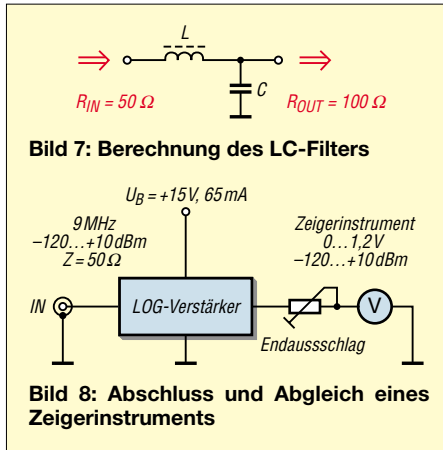 L
C
R_IN = 50 Ω
R_OUT = 100 Ω
Bild 7: Berechnung des LC-Filters
U_B = +15V, 65mA
9MHz
–120...+10dBm
Z=50Ω
Zeigerinstrument
0...1,2V
–120...+10dBm
IN
LOG-Verstärker
V
Endaussschlag
Bild 8: Abschluss und Abgleich eines
Zeigerinstruments